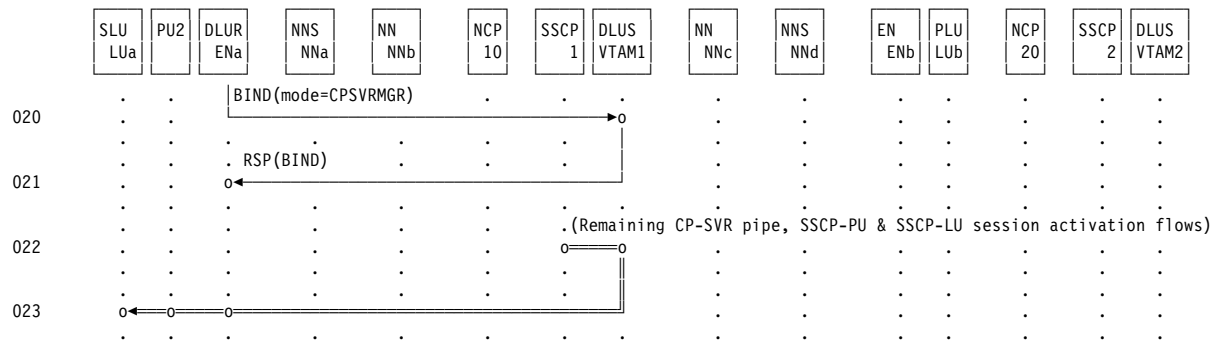 SLU PU2 DLUR NNS NN NCP SSCP DLUS NN NNS EN PLU NCP SSCP DLUS
LUa ENa NNa NNb 10 1 VTAM1 NNc NNd ENb LUb 20 2 VTAM2
BIND(mode=CPSVRMGR)
020
RSP(BIND)
021
(Remaining CP-SVR pipe, SSCP-PU & SSCP-LU session activation flows)
022
023